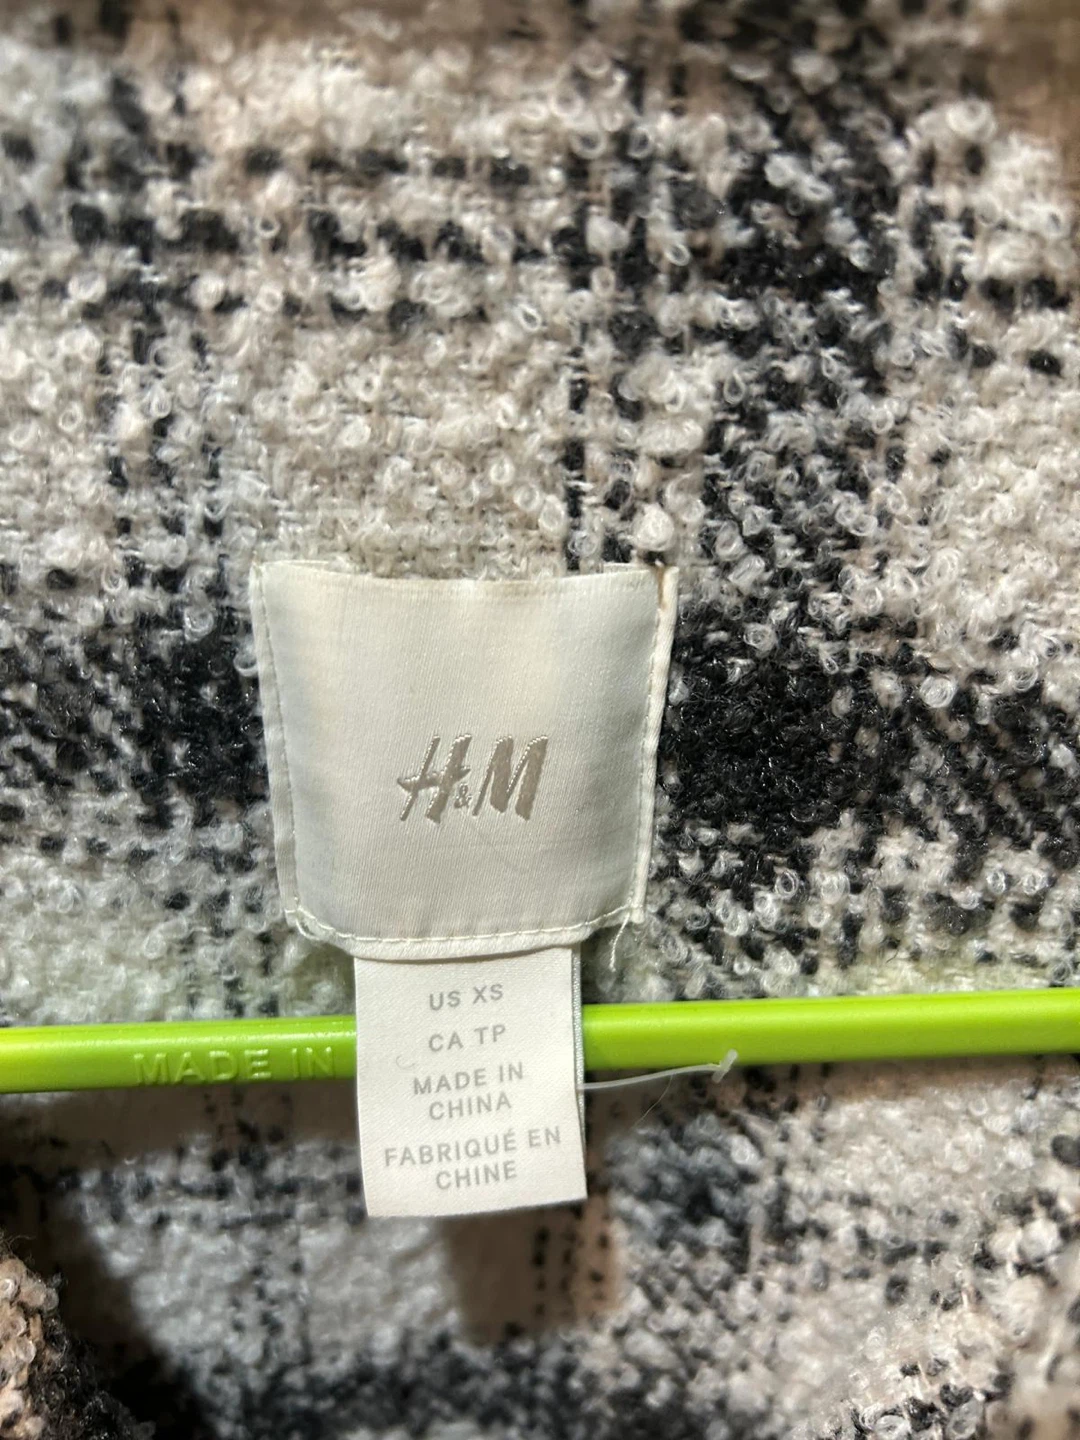 H&M
US XS
CA TP
MADE IN
MADE IN
CHINA
FABRIQUÉ EN
CHINE